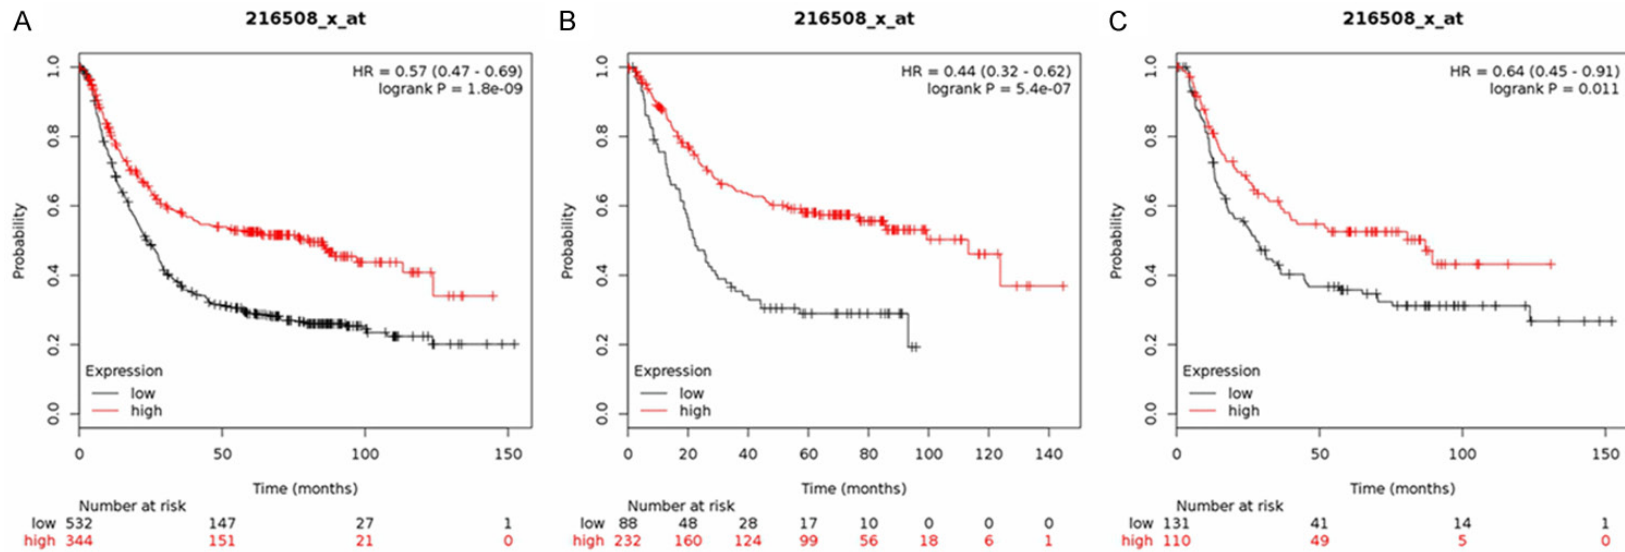 A
216508_x_at
HR = 0.57 (0.47 - 0.69)
logrank P = 1.8e-09
Probability
0.0 0.2 0.4 0.6 0.8 1.0
Expression
low
high
0 50 100 150
Time (months)
Number at risk
low 532 147 27 1
high 344 151 21 0
B
216508_x_at
HR = 0.44 (0.32 - 0.62)
logrank P = 5.4e-07
Probability
0.0 0.2 0.4 0.6 0.8 1.0
Expression
low
high
0 20 40 60 80 100 120 140
Time (months)
Number at risk
low 88 48 28 17 10 0 0 0
high 232 160 124 99 56 18 6 1
C
216508_x_at
HR = 0.64 (0.45 - 0.91)
logrank P = 0.011
Probability
0.0 0.2 0.4 0.6 0.8 1.0
Expression
low
high
0 50 100 150
Time (months)
Number at risk
low 131 41 14 1
high 110 49 5 0